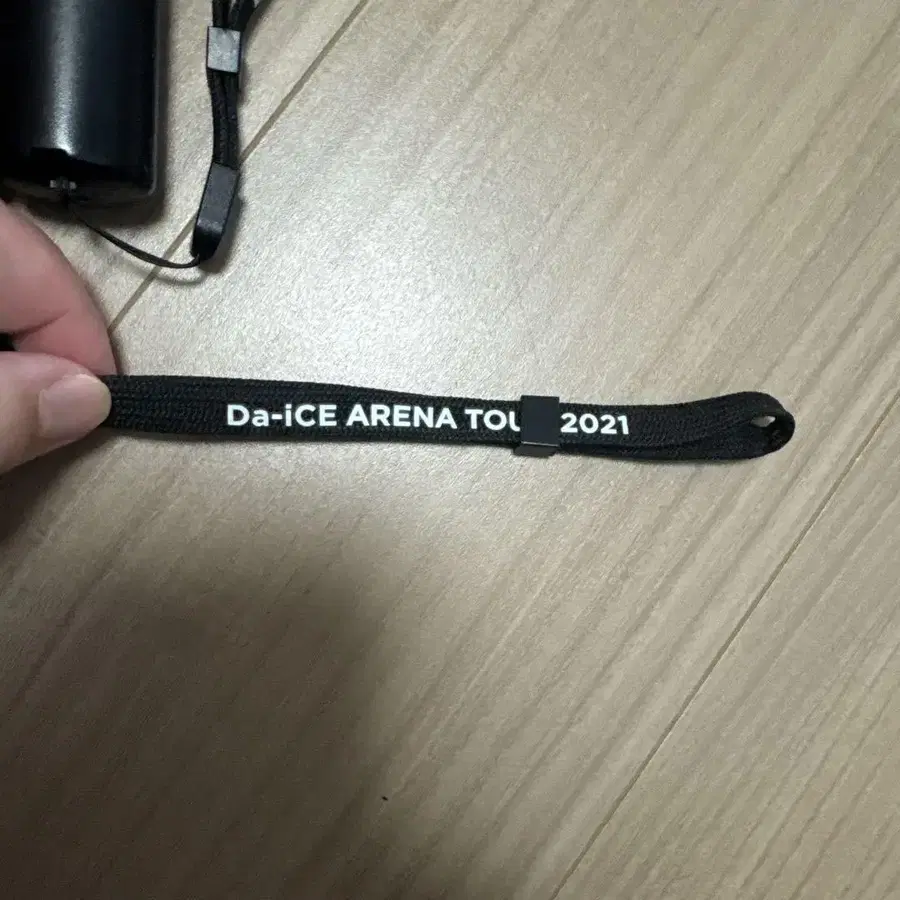 Da-iCE ARENA TOU 2021